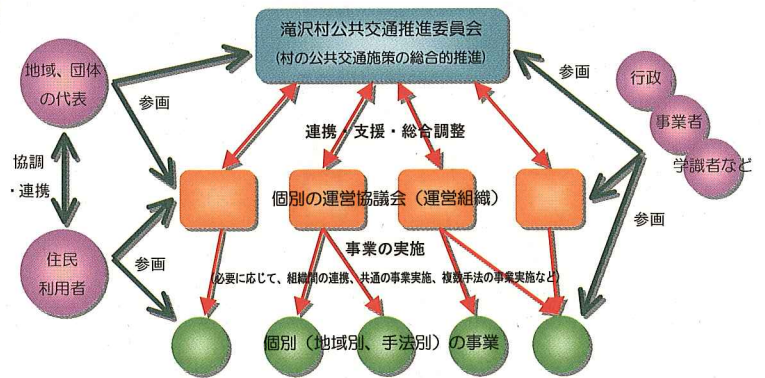 滝沢村公共交通推進委員会
(村の公共交通施策の総合的推進)
地域、団体
の代表
参画
参画
行政
事業者
学識者など
連携・支援・総合調整
協調
・連携
個別の運営協議会(運営組織)
参画
住民
利用者
参画
事業の実施
(必要に応じて、組織間の連携、共通の事業実施、複数手法の事業実施など)
個別(地域別、手法別)の事業